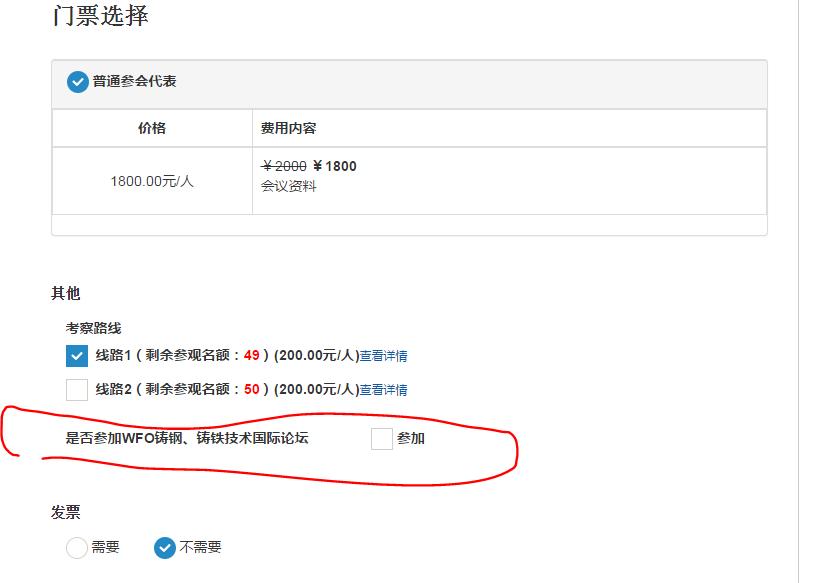 门票选择
普通参会代表
价格 费用内容
1800.00元/人 ￥2000 ￥1800
会议资料
其他
考察路线
线路1 ( 剩余参观名额：49 ) (200.00元/人)查看详情
线路2 ( 剩余参观名额：50 ) (200.00元/人)查看详情
是否参加WFO铸钢、铸铁技术国际论坛 参加
发票
需要 不需要